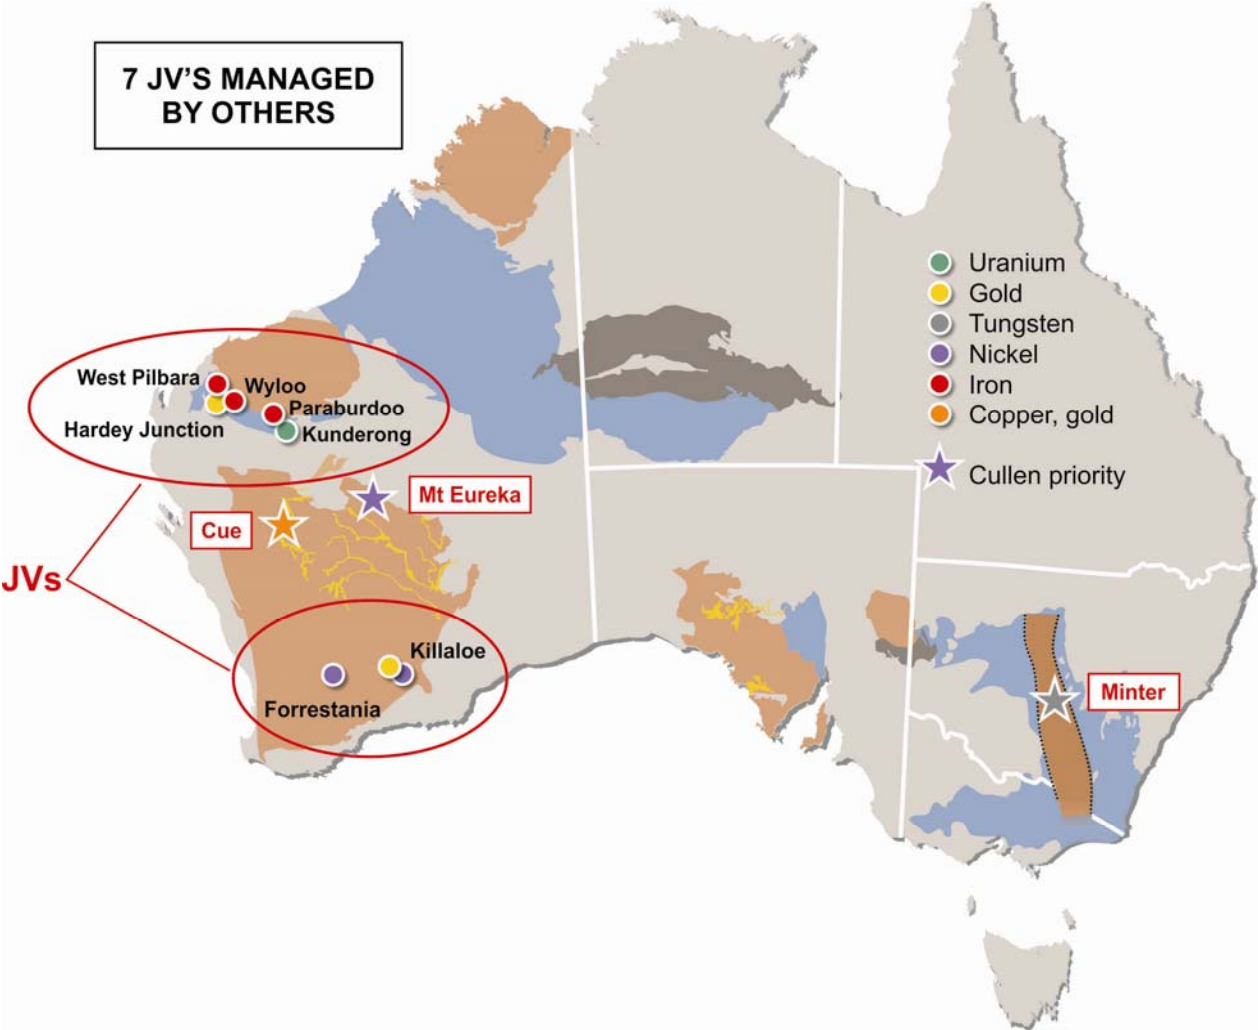 7 JV’S MANAGED
BY OTHERS
Uranium
Gold
Tungsten
Nickel
Iron
Copper, gold
Cullen priority
West Pilbara
Wyloo
Paraburdoo
Hardey Junction
Kunderong
Mt Eureka
Cue
JVs
Killaloe
Forrestania
Minter